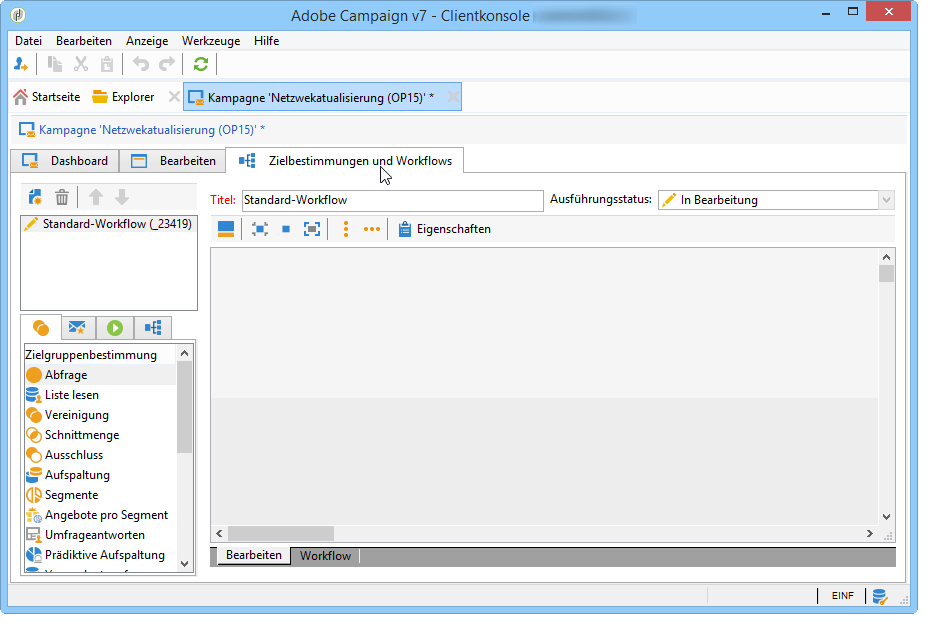 Adobe Campaign v7 - Clientkonsole
Datei Bearbeiten Anzeige Werkzeuge Hilfe
Startseite Explorer Kampagne 'Netzwekatualisierung (OP15)' *
Kampagne 'Netzwekatualisierung (OP15)' *
Dashboard Bearbeiten Zielbestimmungen und Workflows
Titel: Standard-Workflow Ausführungsstatus: In Bearbeitung
Standard-Workflow (_23419)
Eigenschaften
Zielgruppenbestimmung
Abfrage
Liste lesen
Vereinigung
Schnittmenge
Ausschluss
Aufspaltung
Segmente
Angebote pro Segment
Umfrageantworten
Prädiktive Aufspaltung
Bearbeiten Workflow
EINF